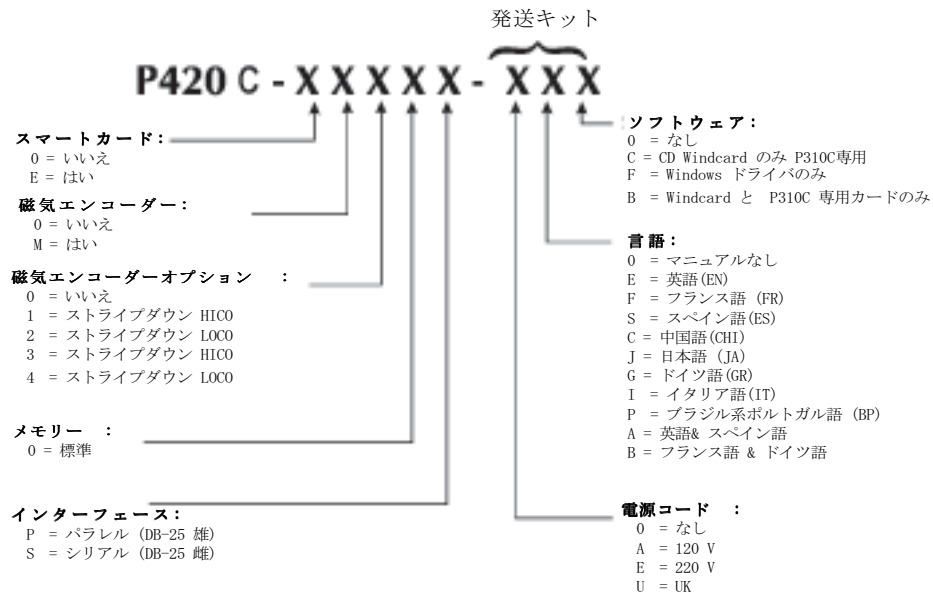 発送キット
P420 C - X X X X X - X X X
スマートカード:
0 = いいえ
E = はい
磁気エンコーダー:
0 = いいえ
M = はい
磁気エンコーダーオプション :
0 = いいえ
1 = ストライプダウン HICO
2 = ストライプダウン LOCO
3 = ストライプダウン HICO
4 = ストライプダウン LOCO
メモリー :
0 = 標準
インターフェース:
P = パラレル (DB-25 雄)
S = シリアル (DB-25 雌)
ソフトウェア:
0 = なし
C = CD Windcard のみ P310C専用
F = Windows ドライバのみ
B = Windcard と P310C 専用カードのみ
言語:
0 = マニュアルなし
E = 英語(EN)
F = フランス語 (FR)
S = スペイン語(ES)
C = 中国語(CHI)
J = 日本語 (JA)
G = ドイツ語(GR)
I = イタリア語(IT)
P = ブラジル系ポルトガル語 (BP)
A = 英語& スペイン語
B = フランス語 & ドイツ語
電源コード :
0 = なし
A = 120 V
E = 220 V
U = UK